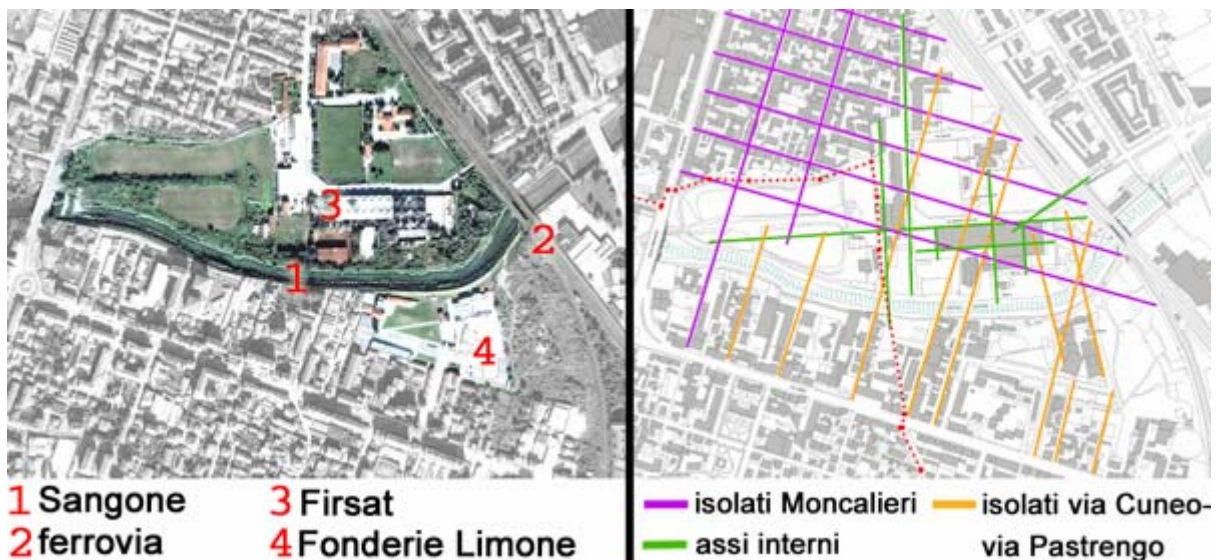 3
2
1
4
1 Sangone
2 ferrovia
3 Firsat
4 Fonderie Limone
isolati Moncalieri
assi interni
isolati via Cuneo-
via Pastrengo